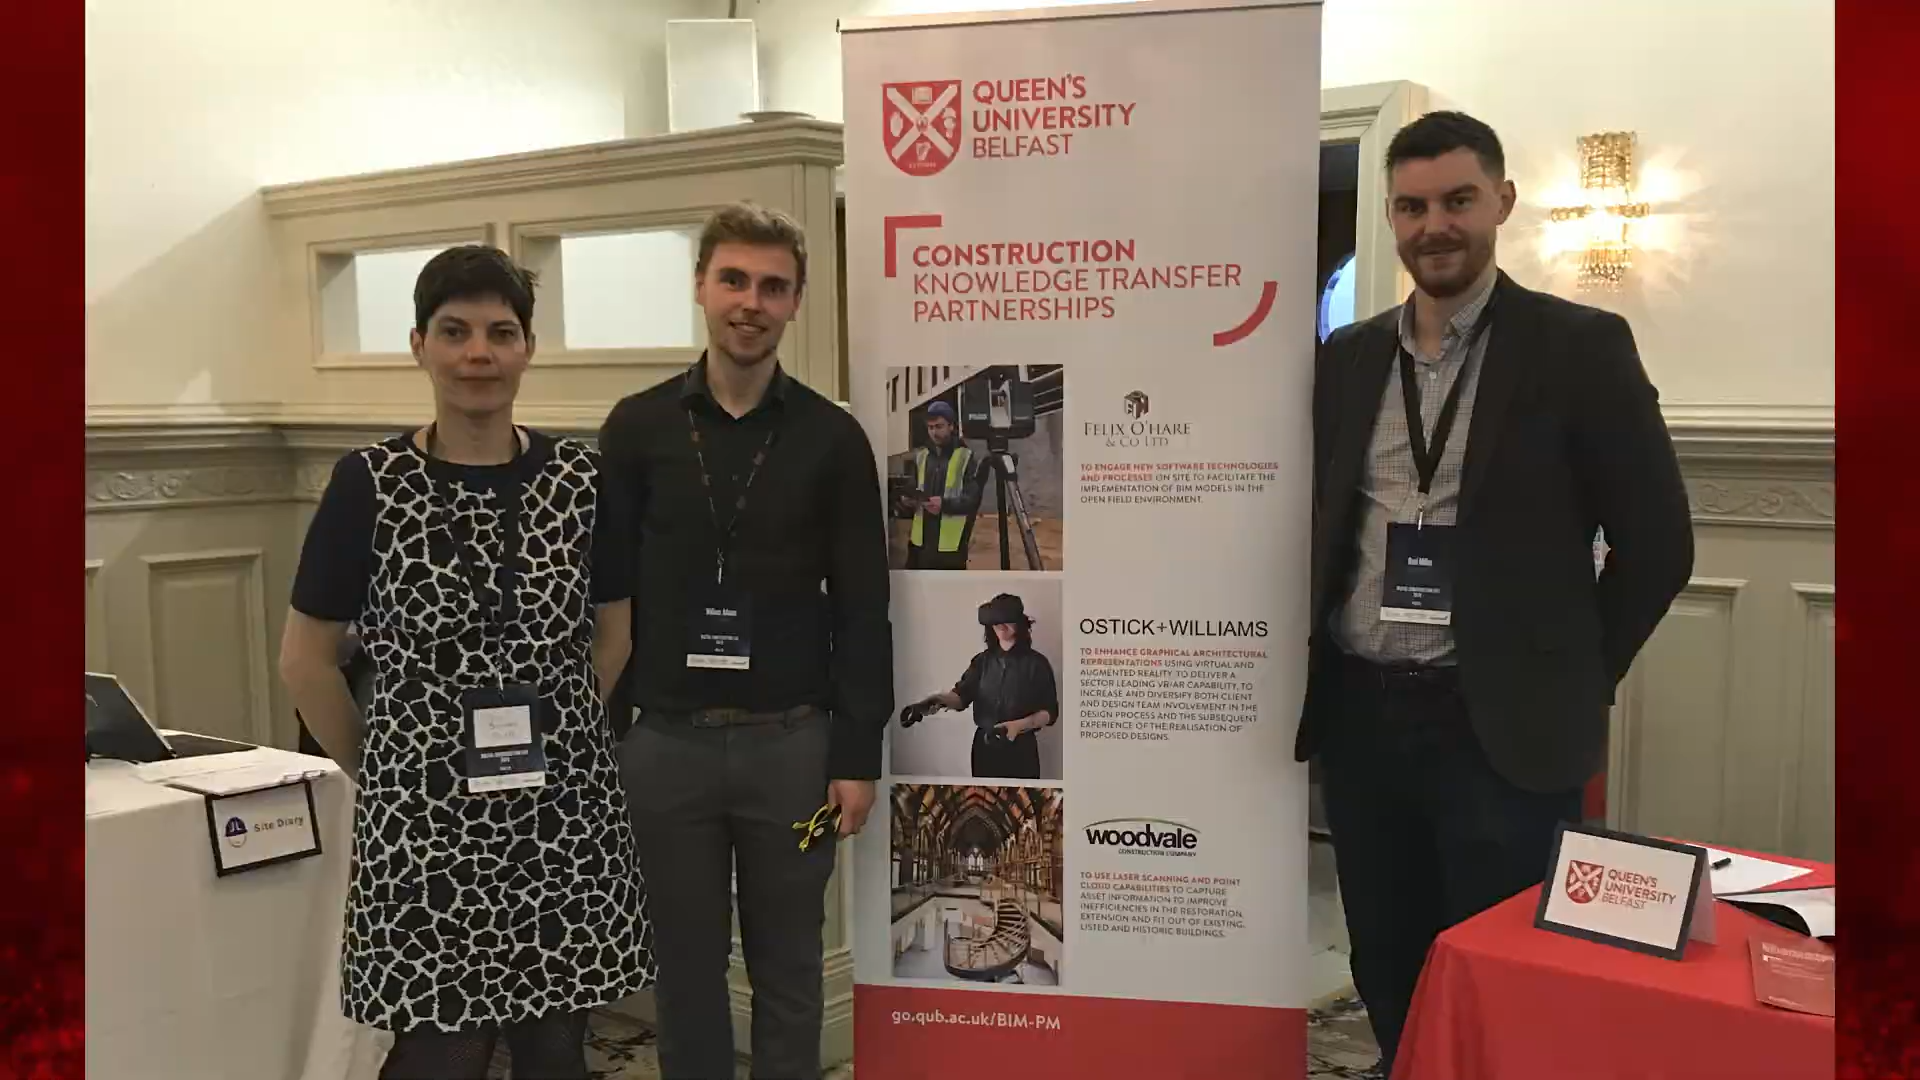 QUEEN'S
UNIVERSITY
BELFAST
CONSTRUCTION
KNOWLEDGE TRANSFER
PARTNERSHIPS
FELIX O'HARE
& CO LTD
TO ENGAGE NEW SOFTWARE TECHNOLOGIES
AND PROCESSES ON SITE TO FACILITATE THE
IMPLEMENTATION OF BIM MODELS IN THE
OPEN FIELD ENVIRONMENT.
OSTICK+WILLIAMS
TO ENHANCE GRAPHICAL ARCHITECTURAL
REPRESENTATIONS USING VIRTUAL AND
AUGMENTED REALITY TO DELIVER A
SECTOR LEADING VR/AR CAPABILITY, TO
INCREASE AND DIVERSIFY BOTH CLIENT
AND DESIGN TEAM INVOLVEMENT IN THE
DESIGN PROCESS AND THE SUBSEQUENT
EXPERIENCE OF THE REALISATION OF
PROPOSED DESIGNS.
woodvale
CONSTRUCTION COMPANY
TO USE LASER SCANNING AND POINT
CLOUD CAPABILITIES TO CAPTURE
ASSET INFORMATION TO IMPROVE
INEFFICIENCIES IN THE RESTORATION,
EXTENSION AND FIT OUT OF EXISTING,
LISTED AND HISTORIC BUILDINGS.
go.qub.ac.uk/BIM-PM
JL
Site Diary
QUEEN'S
UNIVERSITY
BELFAST